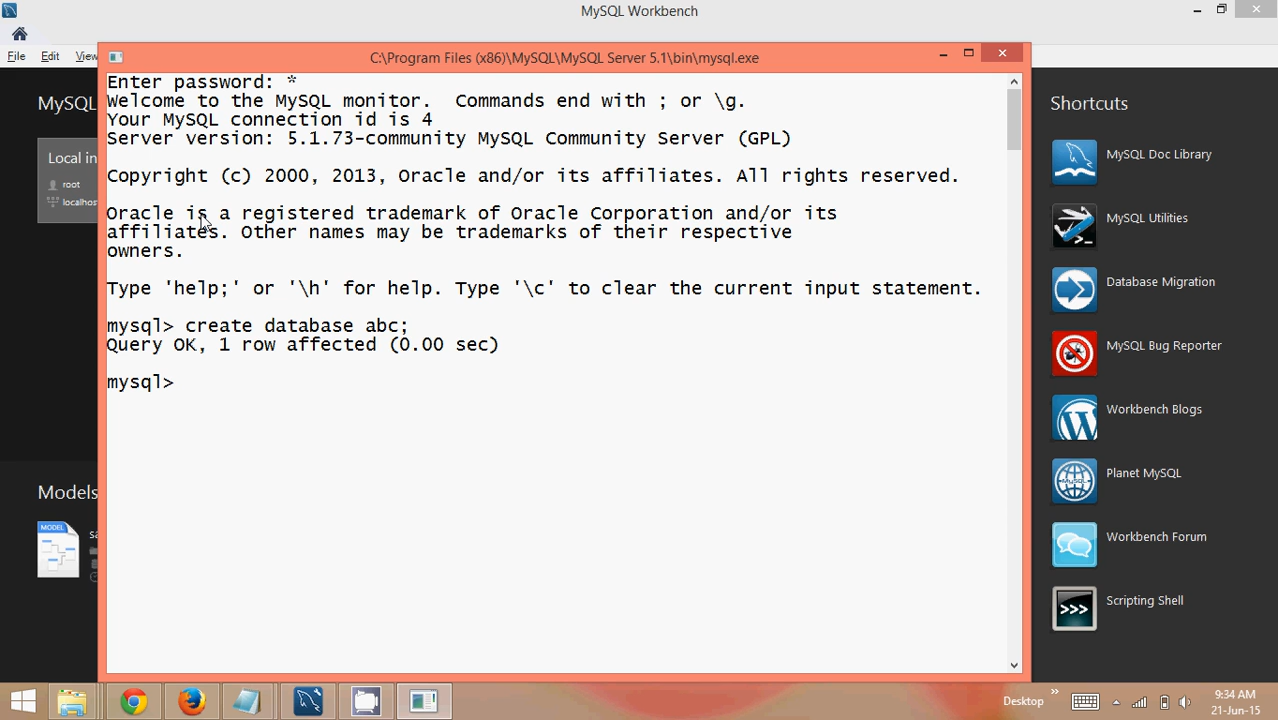 MySQL Workbench
File Edit View
C:\Program Files (x86)\MySQL\MySQL Server 5.1\bin\mysql.exe
Enter password: *
Welcome to the MySQL monitor.  Commands end with ; or \g.
Your MySQL connection id is 4
Server version: 5.1.73-community MySQL Community Server (GPL)
Copyright (c) 2000, 2013, Oracle and/or its affiliates. All rights reserved.
Oracle is a registered trademark of Oracle Corporation and/or its
affiliates. Other names may be trademarks of their respective
owners.
Type 'help;' or '\h' for help. Type '\c' to clear the current input statement.
mysql> create database abc;
Query OK, 1 row affected (0.00 sec)
mysql>
MySQL
Local in
root
localhos
Models
MODEL
sa
Shortcuts
MySQL Doc Library
MySQL Utilities
Database Migration
MySQL Bug Reporter
Workbench Blogs
MySQL
Planet MySQL
Workbench Forum
>>>
Scripting Shell
Desktop
9:34 AM
21-Jun-15